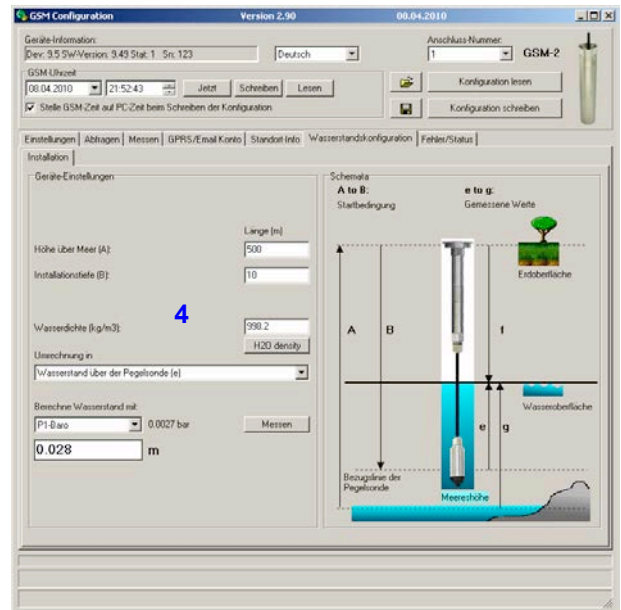 GSM Configuration Version 2.90 08.04.2010
Geräte-Information:
Dev: 9.5 SW-Version: 9.49 Stat: 1 Sn: 123
Deutsch
Anschluss-Nummer:
1
GSM-2
GSM-Uhrzeit
08.04.2010
21:52:43
Jetzt
Schreiben
Lesen
Konfiguration lesen
Stelle GSM-Zeit auf PC-Zeit beim Schreiben der Konfiguration
Konfiguration schreiben
Einstellungen Abfragen Messen GPRS/Email Konto Standort-Info Wasserstandskonfiguration Fehler/Status
Installation
Geräte-Einstellungen
Länge [m]
Höhe über Meer (A):
500
Installationstiefe (B):
10
4
Wasserdichte [kg/m3]:
998.2
H2O density
Umrechnung in
Wasserstand über der Pegelsonde (e)
Berechne Wasserstand mit:
P1-Baro
0.0027 bar
Messen
0.028
m
Schemata
A to B: e to g:
Startbedingung Gemessene Werte
Erdoberfläche
A B f
Wasseroberfläche
e g
Bezugslinie der
Pegelsonde
Meereshöhe